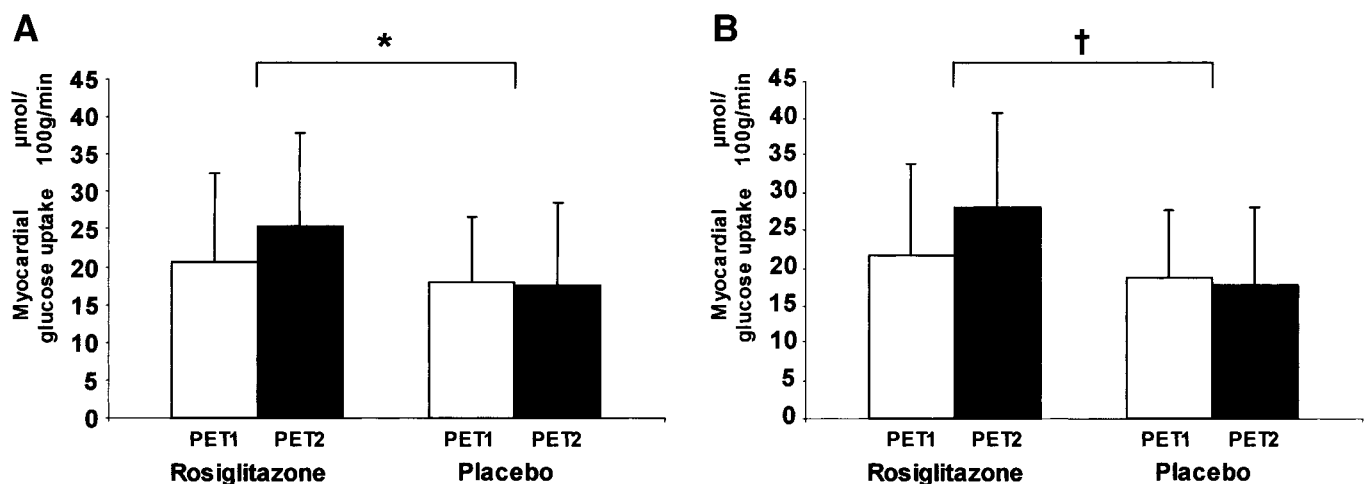 A
*
Myocardial glucose uptake µmol/ 100g/min
45
40
35
30
25
20
15
10
5
0
PET1 PET2 PET1 PET2
Rosiglitazone Placebo
B
†
Myocardial glucose uptake µmol/ 100g/min
45
40
35
30
25
20
15
10
5
0
PET1 PET2 PET1 PET2
Rosiglitazone Placebo